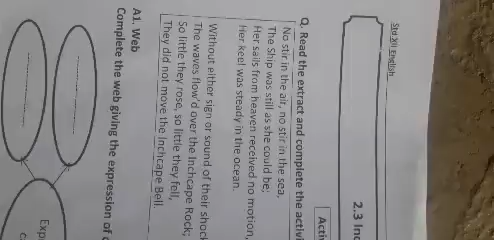 Std XII English
2.3 Inc
Acti
Q. Read the extract and complete the activi
No stir in the air, no stir in the sea,
The Ship was still as she could be;
Her sails from heaven received no motion,
Her keel was steady in the ocean.
Without either sign or sound of their shock
The waves flow'd over the Inchcape Rock;
So little they rose, so little they fell,
They did not move the Inchcape Bell.
A1. Web
Complete the web giving the expression of
Exp